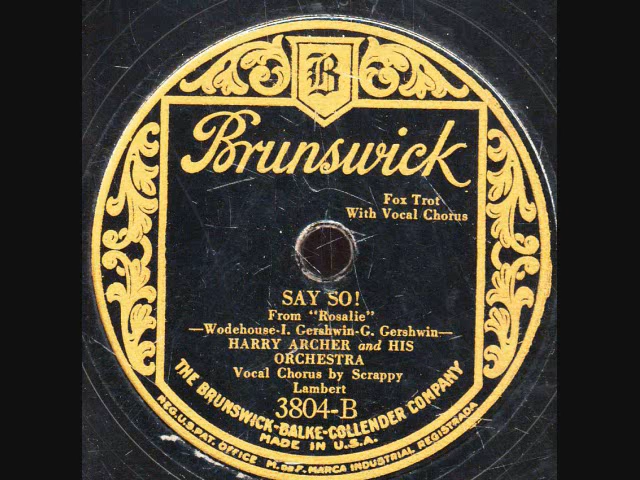 B
Brunswick
Fox Trot
With Vocal Chorus
SAY SO!
From "Rosalie"
—Wodehouse-I. Gershwin-G. Gershwin—
HARRY ARCHER and HIS
ORCHESTRA
Vocal Chorus by Scrappy
Lambert
3804-B
THE BRUNSWICK-BALKE-COLLENDER COMPANY
MADE IN U.S.A.
REG. U.S. PAT. OFFICE M. DE F. MARCA INDUSTRIAL REGISTRADA